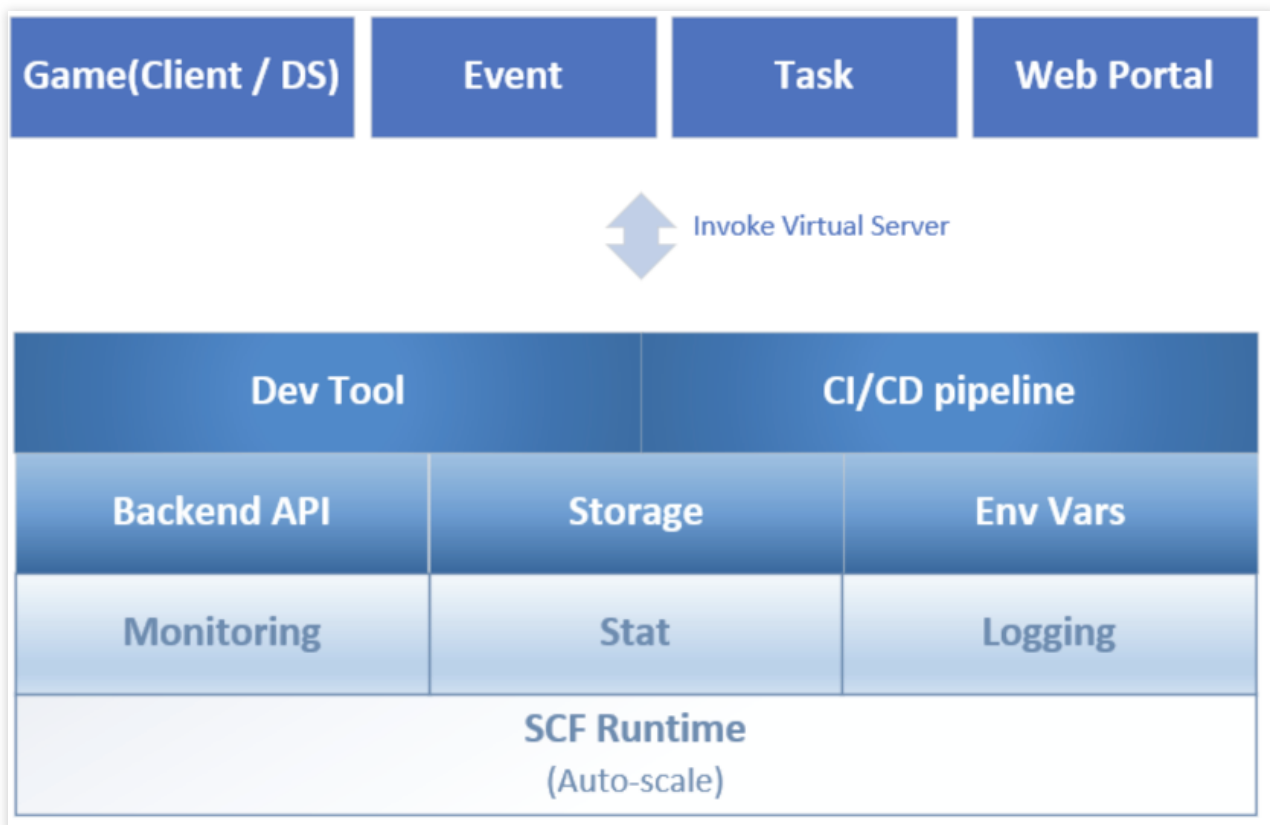 Game(Client / DS)
Event
Task
Web Portal
Invoke Virtual Server
Dev Tool
CI/CD pipeline
Backend API
Storage
Env Vars
Monitoring
Stat
Logging
SCF Runtime
(Auto-scale)